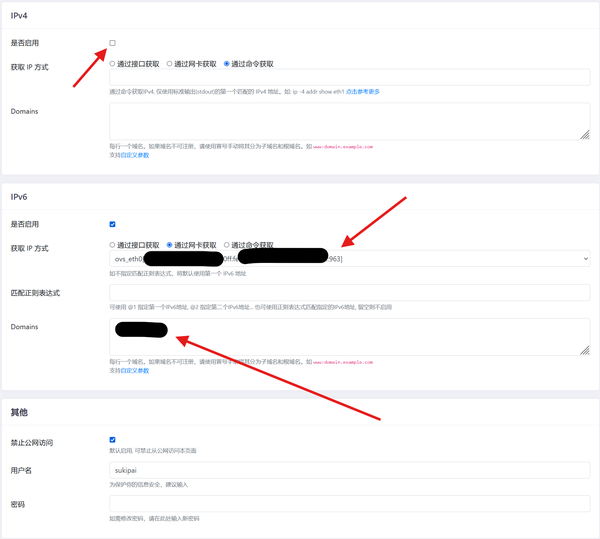 IPv4
是否启用
获取 IP 方式
通过接口获取 通过网卡获取 通过命令获取
通过命令获取IPv4, 仅使用标准输出(stdout)的第一个匹配的 IPv4 地址。如: ip -4 addr show eth1 点击参考更多
Domains
每行一个域名。如果域名不可注册，请使用冒号手动将其分为子域名和根域名。如 www:domain.example.com
支持自定义参数
IPv6
是否启用
获取 IP 方式
通过接口获取 通过网卡获取 通过命令获取
ovs_eth0 0ff:fe 963]
如不指定匹配正则表达式，将默认使用第一个 IPv6 地址
匹配正则表达式
可使用 @1 指定第一个IPv6地址, @2 指定第二个IPv6地址... 也可使用正则表达式匹配指定的IPv6地址, 留空则不启用
Domains
每行一个域名。如果域名不可注册，请使用冒号手动将其分为子域名和根域名。如 www:domain.example.com
支持自定义参数
其他
禁止公网访问
默认启用, 可禁止从公网访问本页面
用户名
sukipai
为保护你的信息安全，建议输入
密码
如需修改密码，请在此处输入新密码